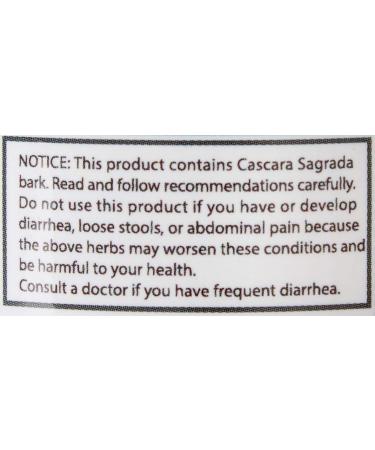 NOTICE: This product contains Cascara Sagrada
bark. Read and follow recommendations carefully.
Do not use this product if you have or develop
diarrhea, loose stools, or abdominal pain because
the above herbs may worsen these conditions and
be harmful to your health.
Consult a doctor if you have frequent diarrhea.